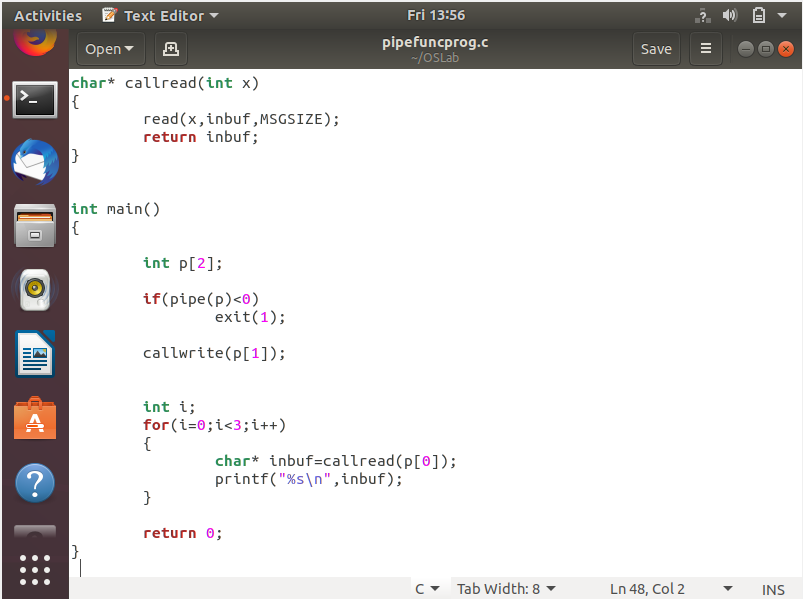 Activities Text Editor Fri 13:56
Open pipefuncprog.c Save
~/OSLab
char* callread(int x)
{
read(x,inbuf,MSGSIZE);
return inbuf;
}
int main()
{
int p[2];
if(pipe(p)<0)
exit(1);
callwrite(p[1]);
int i;
for(i=0;i<3;i++)
{
char* inbuf=callread(p[0]);
printf("%s\n",inbuf);
}
return 0;
}
C Tab Width: 8 Ln 48, Col 2 INS